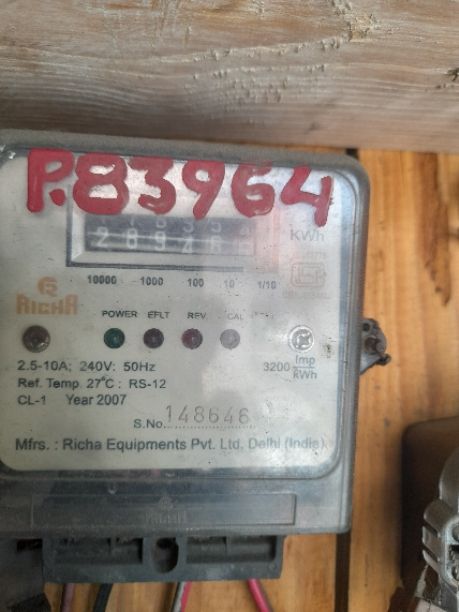 P.83964
KWh
10000 1000 100 10 1/10
RICHA
POWER EFLT REV CAL
2.5-10A; 240V: 50Hz
3200 Imp/kWh
Ref. Temp. 27°C : RS-12
CL-1 Year 2007
S.No. 148646
Mfrs. : Richa Equipments Pvt. Ltd. Delhi (India)